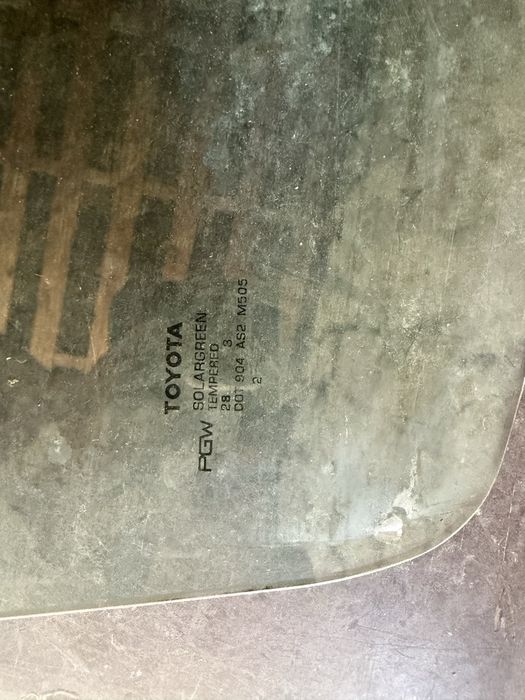 TOYOTA
PGW SOLARGREEN
TEMPERED
28 3
DOT 904 AS2 M505
2